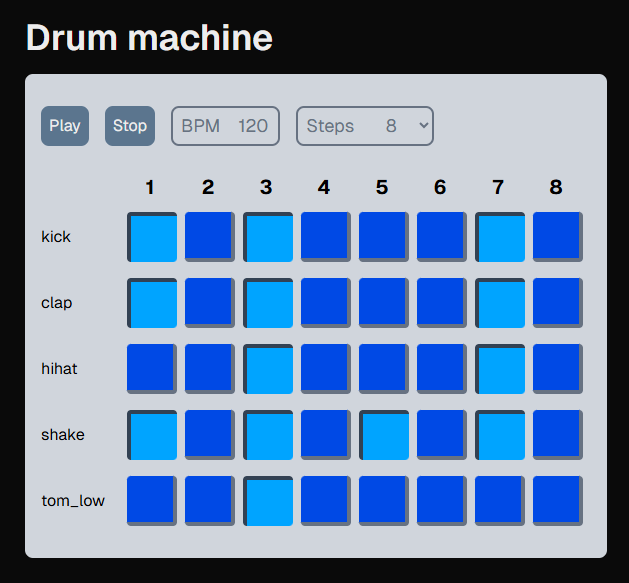 Drum machine
Play Stop BPM 120 Steps 8
1 2 3 4 5 6 7 8
kick
clap
hihat
shake
tom_low